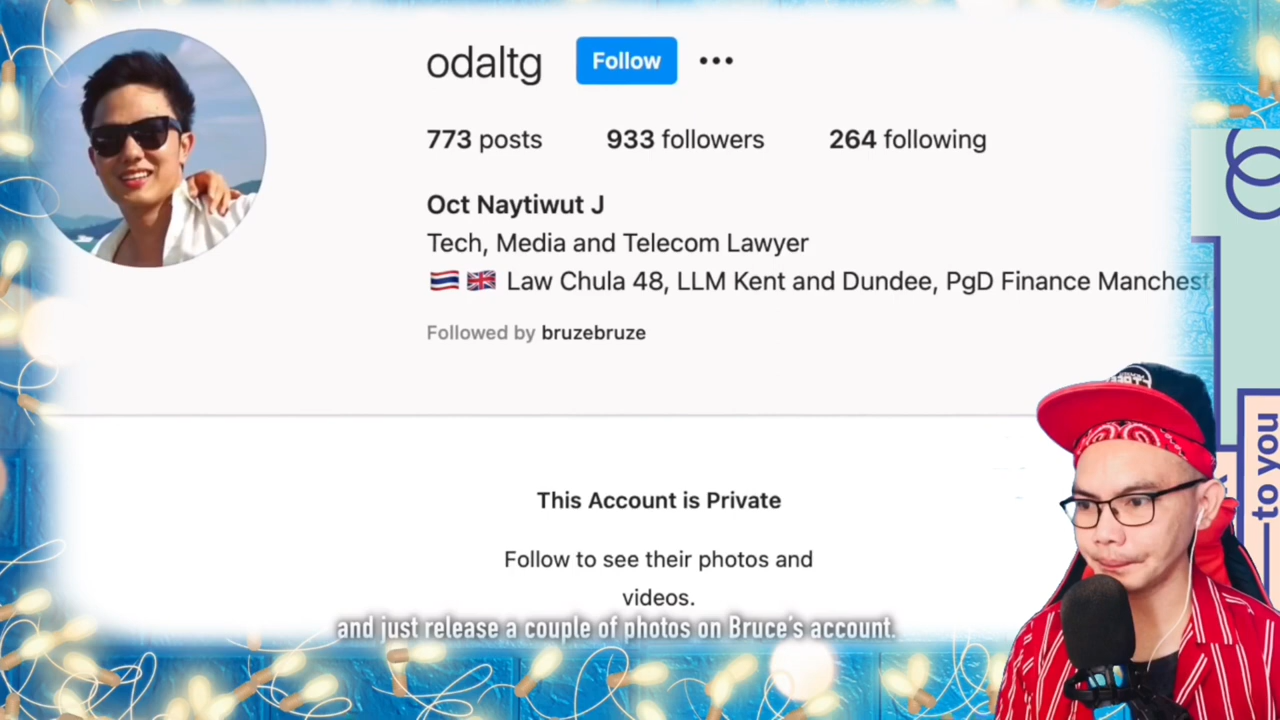 odaltg Follow
773 posts 933 followers 264 following
Oct Naytiwut J
Tech, Media and Telecom Lawyer
Law Chula 48, LLM Kent and Dundee, PgD Finance Manchest
Followed by bruzebruze
This Account is Private
Follow to see their photos and
videos.
and just release a couple of photos on Bruce's account.
to you